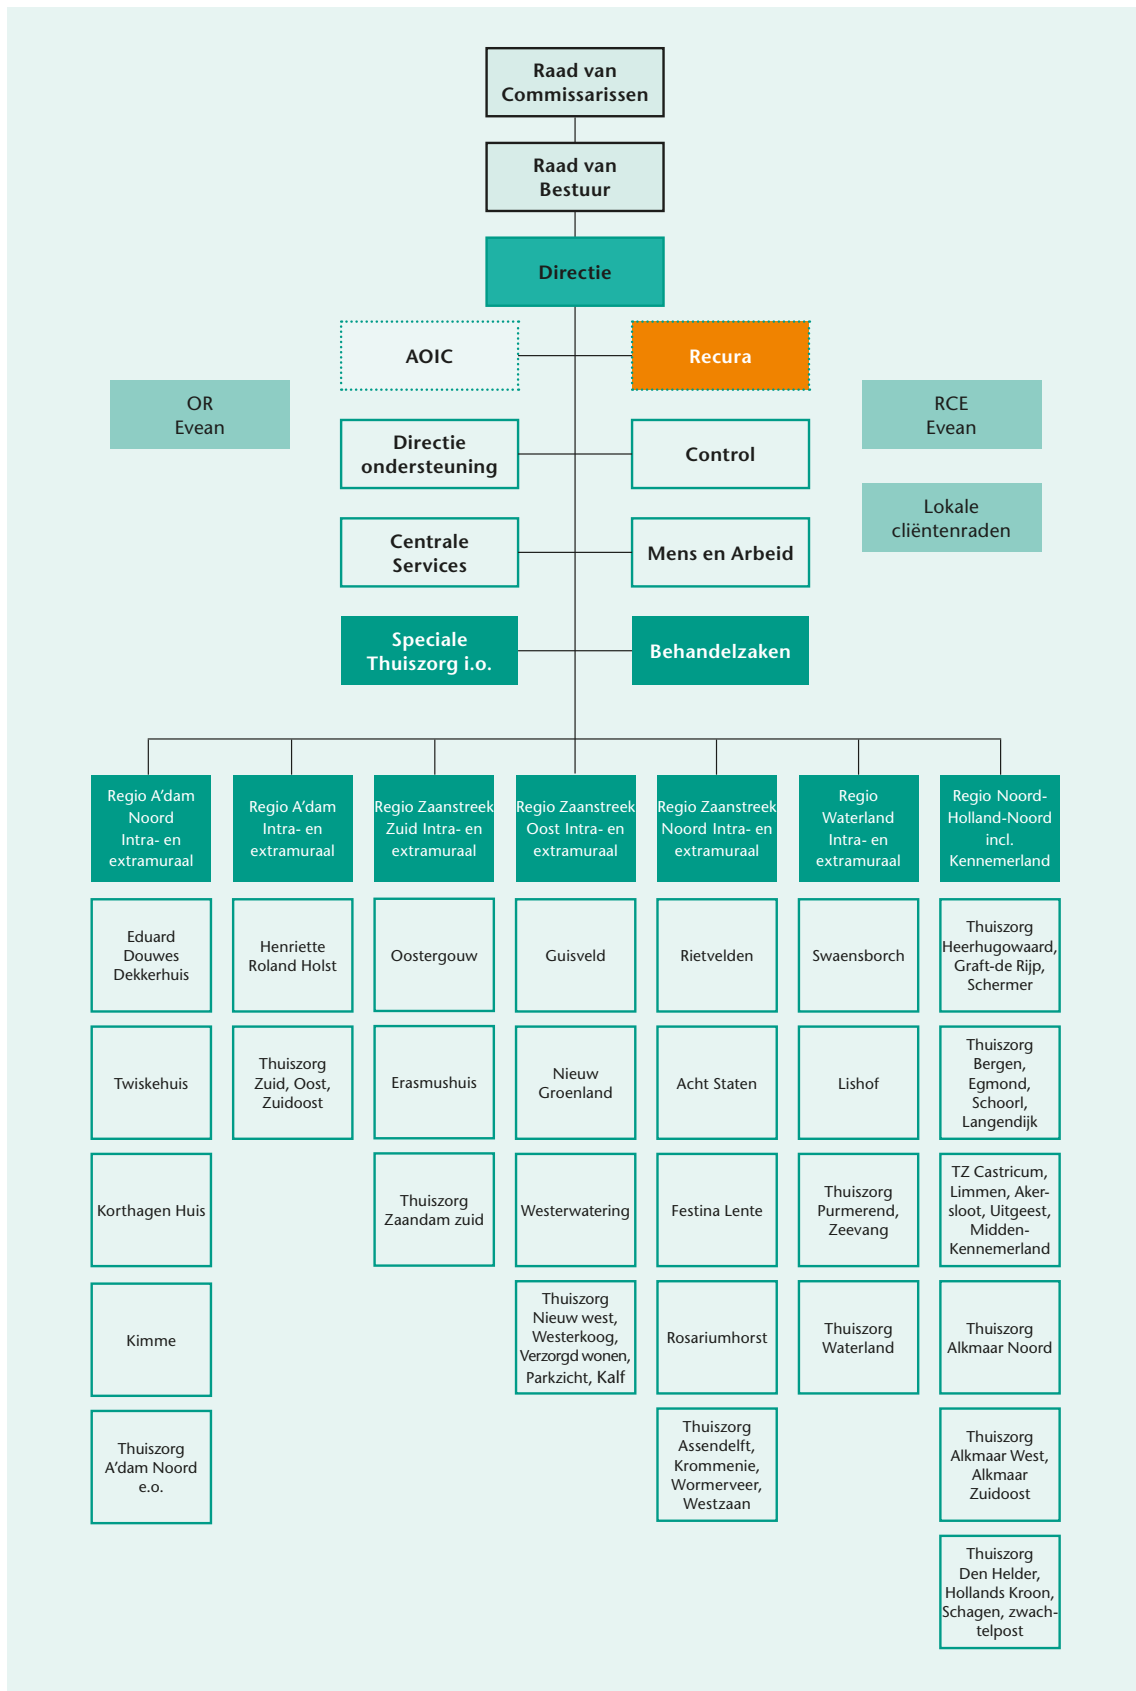 Raad van
Commissarissen
Raad van
Bestuur
Directie
AOIC
Recura
OR
Evean
RCE
Evean
Directie
ondersteuning
Control
Lokale
cliëntenraden
Centrale
Services
Mens en Arbeid
Speciale
Thuiszorg i.o.
Behandelzaken
Regio A'dam
Noord
Intra- en
extramuraal
Regio A'dam
Intra- en
extramuraal
Regio Zaanstreek
Zuid Intra- en
extramuraal
Regio Zaanstreek
Oost Intra- en
extramuraal
Regio Zaanstreek
Noord Intra- en
extramuraal
Regio
Waterland
Intra- en
extramuraal
Regio Noord-
Holland-Noord
incl.
Kennemerland
Eduard
Douwes
Dekkerhuis
Henriette
Roland Holst
Oostergouw
Guisveld
Rietvelden
Swaensborch
Thuiszorg
Heerhugowaard,
Graft-de Rijp,
Schermer
Twiskehuis
Thuiszorg
Zuid, Oost,
Zuidoost
Erasmushuis
Nieuw
Groenland
Acht Staten
Lishof
Thuiszorg
Bergen,
Egmond,
Schoorl,
Langendijk
Korthagen Huis
Thuiszorg
Zaandam zuid
Westerwatering
Festina Lente
Thuiszorg
Purmerend,
Zeevang
TZ Castricum,
Limmen, Aker-
sloot, Uitgeest,
Midden-
Kennemerland
Kimme
Thuiszorg
Nieuw west,
Westerkoog,
Verzorgd wonen,
Parkzicht, Kalf
Rosariumhorst
Thuiszorg
Waterland
Thuiszorg
Alkmaar Noord
Thuiszorg
A'dam Noord
e.o.
Thuiszorg
Assendelft,
Krommenie,
Wormerveer,
Westzaan
Thuiszorg
Alkmaar West,
Alkmaar
Zuidoost
Thuiszorg
Den Helder,
Hollands Kroon,
Schagen, zwach-
telpost